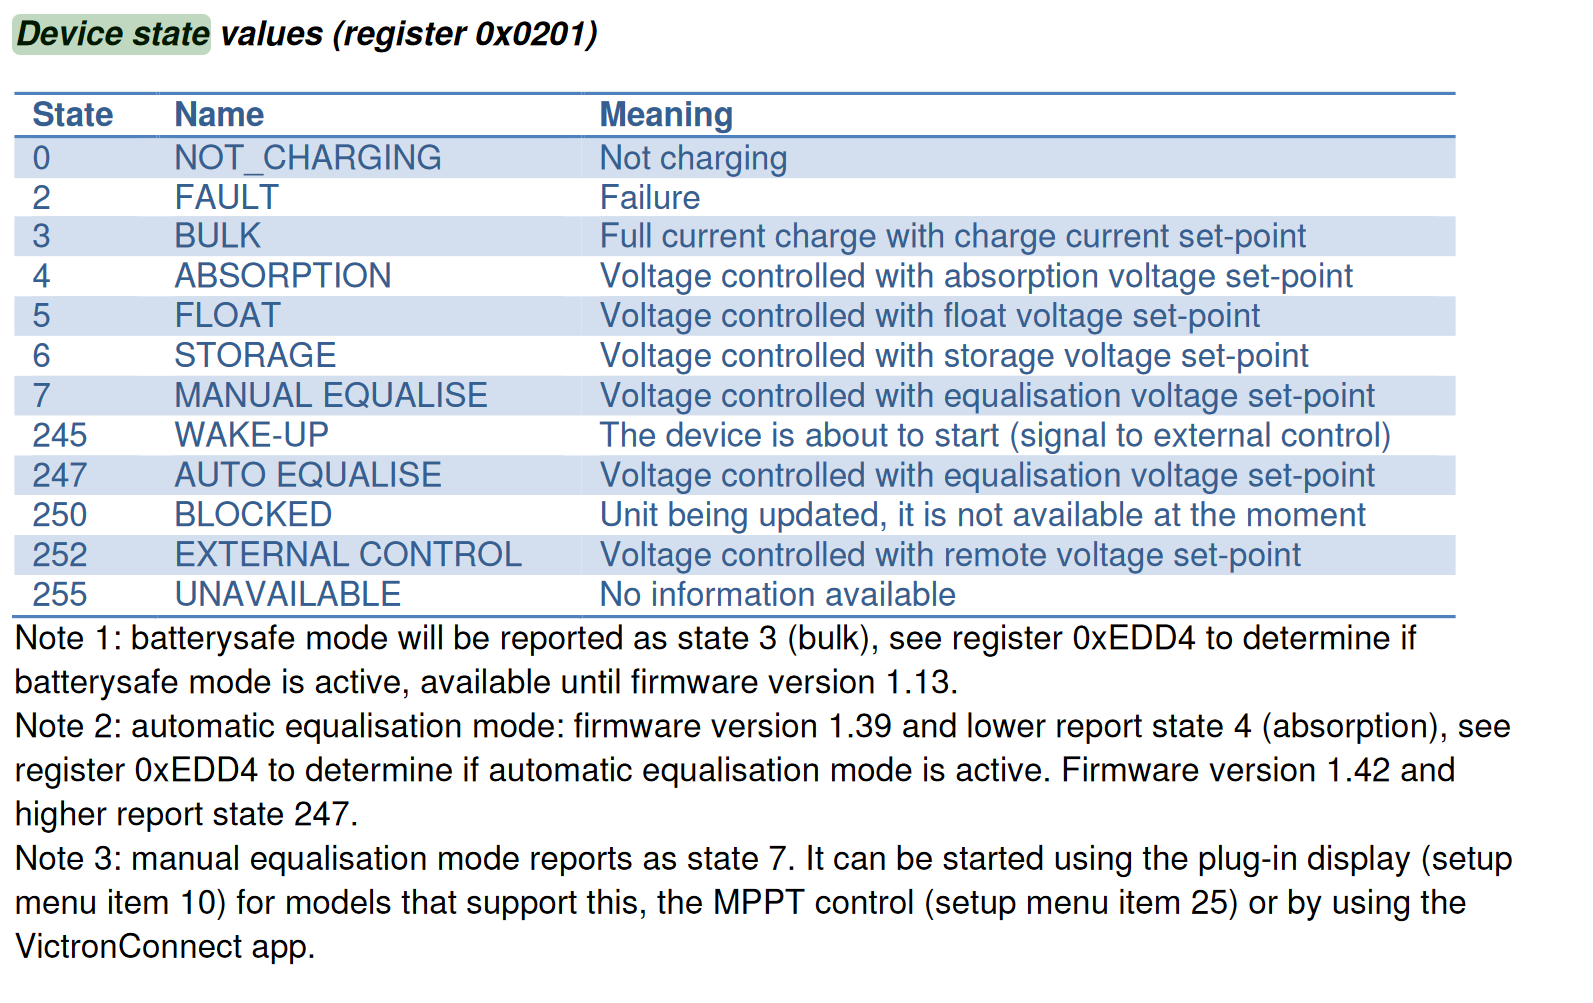 Device state values (register 0x0201)
State Name Meaning
0 NOT_CHARGING Not charging
2 FAULT Failure
3 BULK Full current charge with charge current set-point
4 ABSORPTION Voltage controlled with absorption voltage set-point
5 FLOAT Voltage controlled with float voltage set-point
6 STORAGE Voltage controlled with storage voltage set-point
7 MANUAL EQUALISE Voltage controlled with equalisation voltage set-point
245 WAKE-UP The device is about to start (signal to external control)
247 AUTO EQUALISE Voltage controlled with equalisation voltage set-point
250 BLOCKED Unit being updated, it is not available at the moment
252 EXTERNAL CONTROL Voltage controlled with remote voltage set-point
255 UNAVAILABLE No information available
Note 1: batterysafe mode will be reported as state 3 (bulk), see register 0xEDD4 to determine if
batterysafe mode is active, available until firmware version 1.13.
Note 2: automatic equalisation mode: firmware version 1.39 and lower report state 4 (absorption), see
register 0xEDD4 to determine if automatic equalisation mode is active. Firmware version 1.42 and
higher report state 247.
Note 3: manual equalisation mode reports as state 7. It can be started using the plug-in display (setup
menu item 10) for models that support this, the MPPT control (setup menu item 25) or by using the
VictronConnect app.